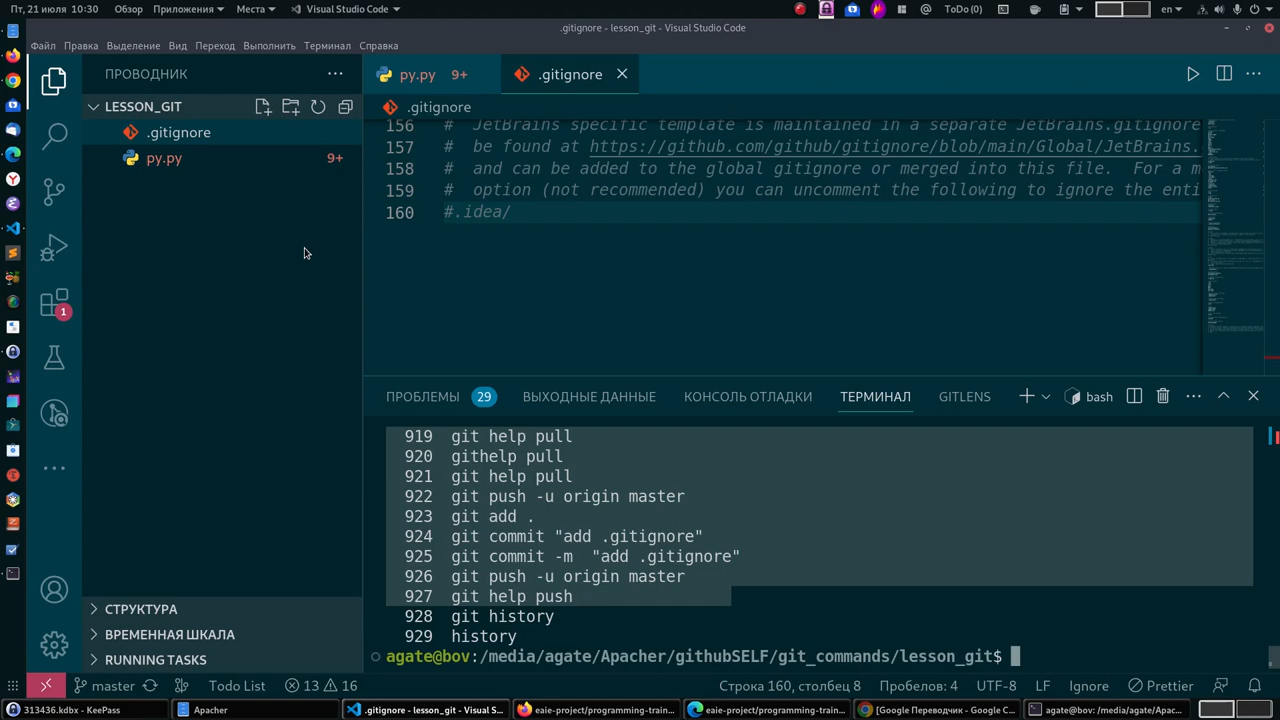 Пт, 21 июля 10:30 Обзор Приложения Места Visual Studio Code ToDo(0) en
.gitignore - lesson_git - Visual Studio Code
Файл Правка Выделение Вид Переход Выполнить Терминал Справка
ПРОВОДНИК
py.py 9+ .gitignore
LESSON_GIT
.gitignore
.gitignore
py.py 9+
156 # JetBrains specific template is maintained in a separate JetBrains.gitignore
157 # be found at https://github.com/github/gitignore/blob/main/Global/JetBrains.
158 # and can be added to the global gitignore or merged into this file. For a m
159 # option (not recommended) you can uncomment the following to ignore the enti
160 #.idea/
1
ПРОБЛЕМЫ 29 ВЫХОДНЫЕ ДАННЫЕ КОНСОЛЬ ОТЛАДКИ ТЕРМИНАЛ GITLENS bash
919 git help pull
920 githelp pull
921 git help pull
922 git push -u origin master
923 git add .
924 git commit "add .gitignore"
925 git commit -m "add .gitignore"
926 git push -u origin master
927 git help push
928 git history
929 history
agate@bov:/media/agate/Apacher/githubSELF/git_commands/lesson_git$
СТРУКТУРА
ВРЕМЕННАЯ ШКАЛА
RUNNING TASKS
master Todo List 13 16 Строка 160, столбец 8 Пробелов: 4 UTF-8 LF Ignore Prettier
313436.kdbx - KeePass Apacher .gitignore - lesson_git - Visual S... eaie-project/programming-train... eaie-project/programming-train... [Google Переводчик - Google C... agate@bov: /media/agate/Apac...